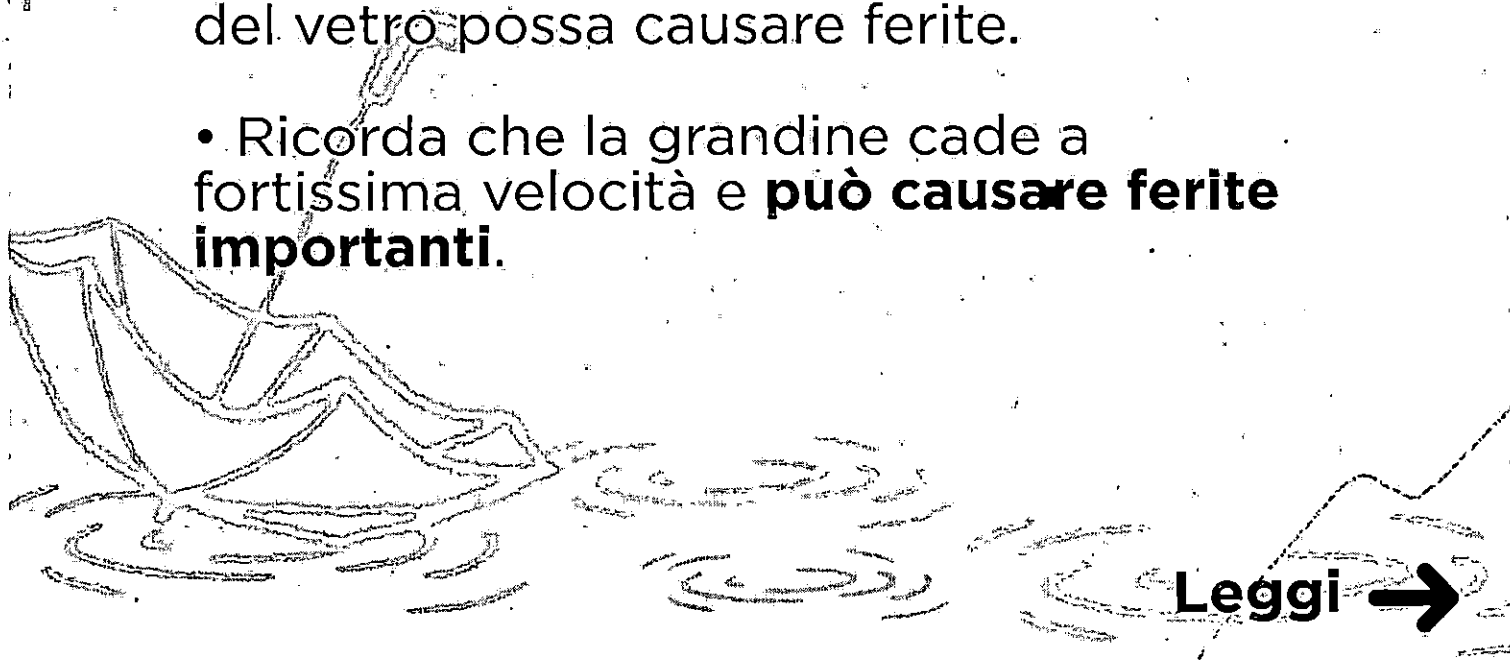 del vetro possa causare ferite.
• Ricorda che la grandine cade a
fortissima velocità e può causare ferite
importanti.
Leggi →